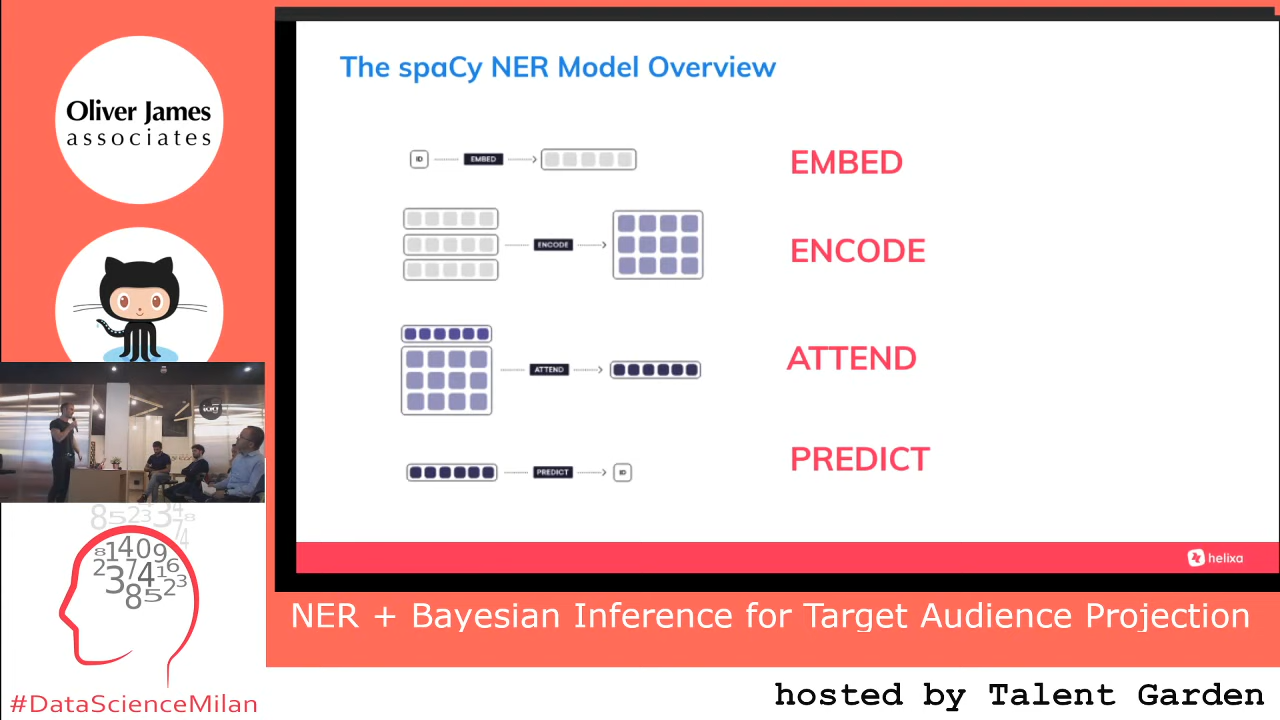 Oliver James
associates
The spaCy NER Model Overview
ID
EMBED
EMBED
ENCODE
ENCODE
ATTEND
ATTEND
PREDICT
ID
PREDICT
helixa
NER + Bayesian Inference for Target Audience Projection
#DataScienceMilan
hosted by Talent Garden